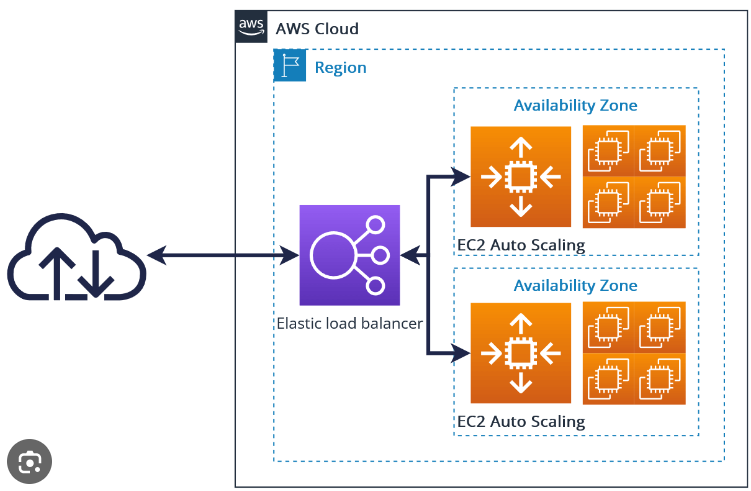 aws
AWS Cloud
Region
Availability Zone
EC2 Auto Scaling
Elastic load balancer
Availability Zone
EC2 Auto Scaling